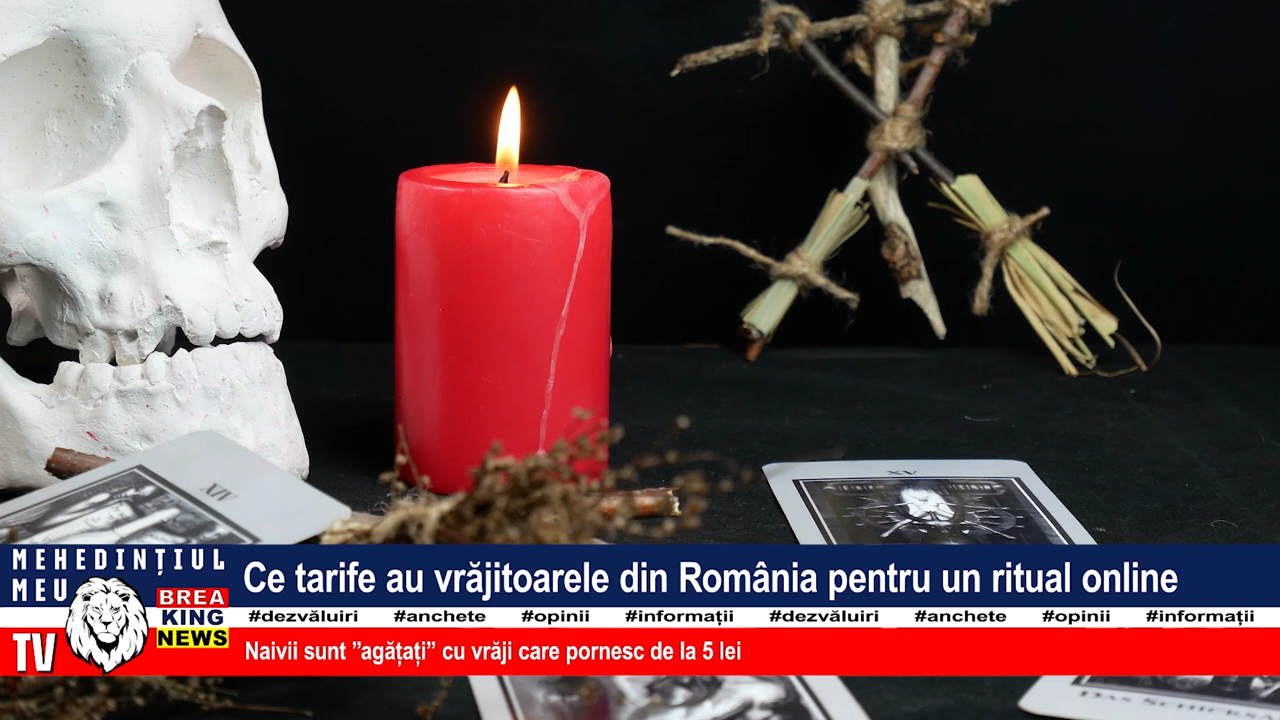 XIV
XV
MEHEDINȚIUL
MEU
TV
BREA
KING
NEWS
Ce tarife au vrăjitoarele din România pentru un ritual online
#dezvăluiri #anchete #opinii #informații #dezvăluiri #anchete #opinii #informații
Naivii sunt ”agățați” cu vrăji care pornesc de la 5 lei